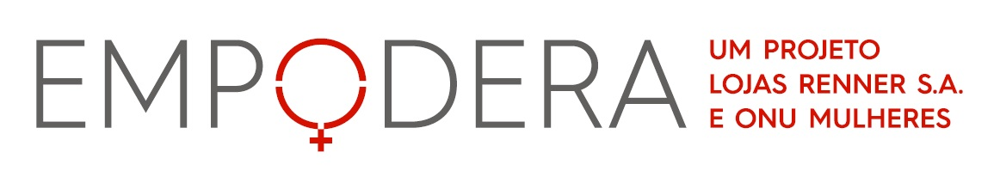 EMPODERA
UM PROJETO
LOJAS RENNER S.A.
E ONU MULHERES